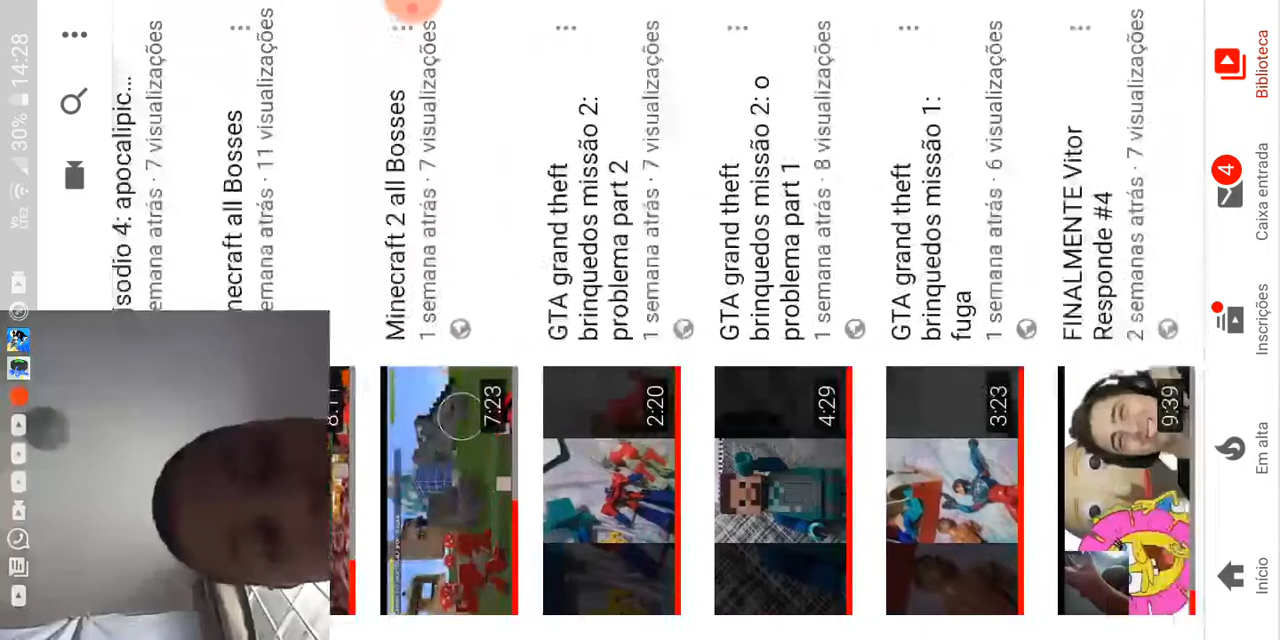 30% 14:28
sodio 4: apocalipic...
emana atrás · 7 visualizações
necraft all Bosses
emana atrás · 11 visualizações
Minecraft 2 all Bosses
1 semana atrás · 7 visualizações
7:23
GTA grand theft
brinquedos missão 2:
problema part 2
1 semana atrás · 7 visualizações
2:20
GTA grand theft
brinquedos missão 2: o
problema part 1
1 semana atrás · 8 visualizações
4:29
GTA grand theft
brinquedos missão 1:
fuga
1 semana atrás · 6 visualizações
3:23
FINALMENTE Vitor
Responde #4
2 semanas atrás · 7 visualizações
9:39
Início
Em alta
Inscrições
4
Caixa entrada
Biblioteca